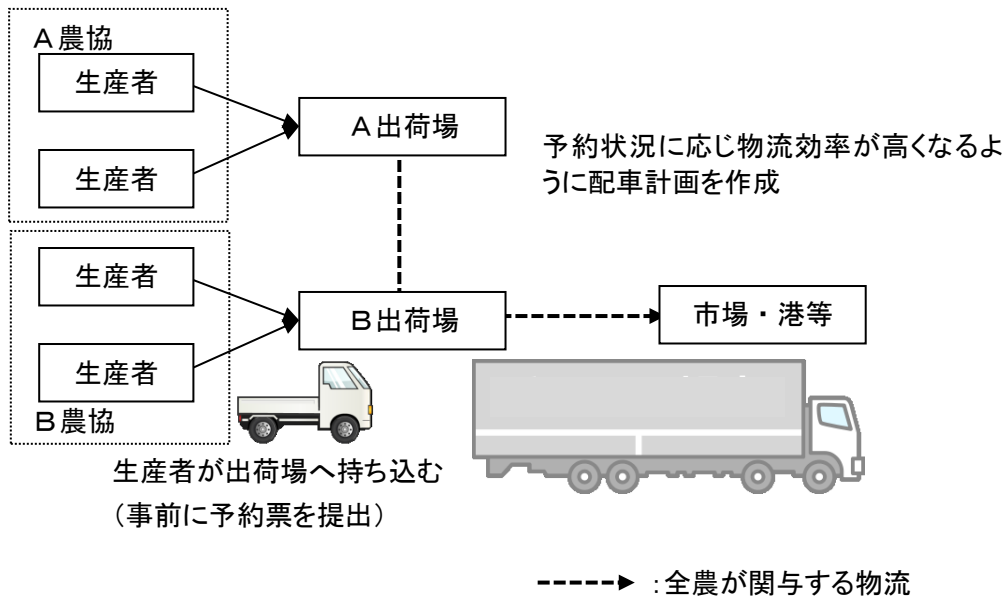 A農協
生産者
生産者
A出荷場
予約状況に応じ物流効率が高くなるよ
うに配車計画を作成
生産者
生産者
B農協
B出荷場
市場・港等
生産者が出荷場へ持ち込む
（事前に予約票を提出）
：全農が関与する物流